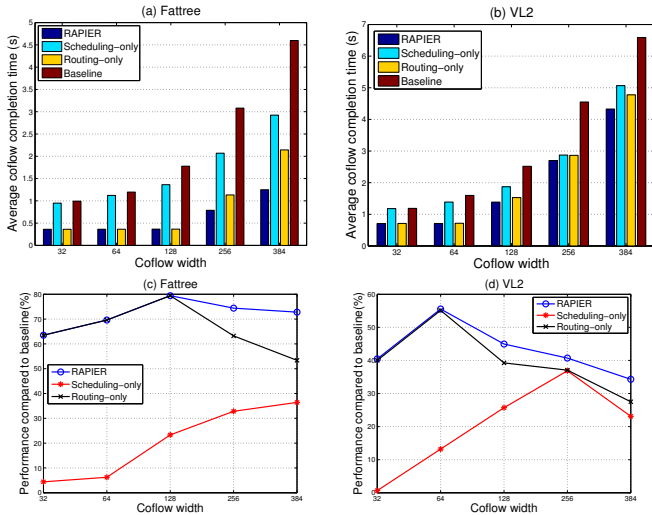 (a) Fattree
Average coflow completion time (s)
5
4.5
4
3.5
3
2.5
2
1.5
1
0.5
0
RAPIER
Scheduling−only
Routing−only
Baseline
32 64 128 256 384
Coflow width
(b) VL2
Average coflow completion time (s)
7
6
5
4
3
2
1
0
RAPIER
Scheduling−only
Routing−only
Baseline
32 64 128 256 384
Coflow width
(c) Fattree
Performance compared to baseline(%)
80
70
60
50
40
30
20
10
0
RAPIER
Scheduling−only
Routing−only
32 64 128 256 384
Coflow width
(d) VL2
Performance compared to baseline(%)
60
50
40
30
20
10
0
RAPIER
Scheduling−only
Routing−only
32 64 128 256 384
Coflow width